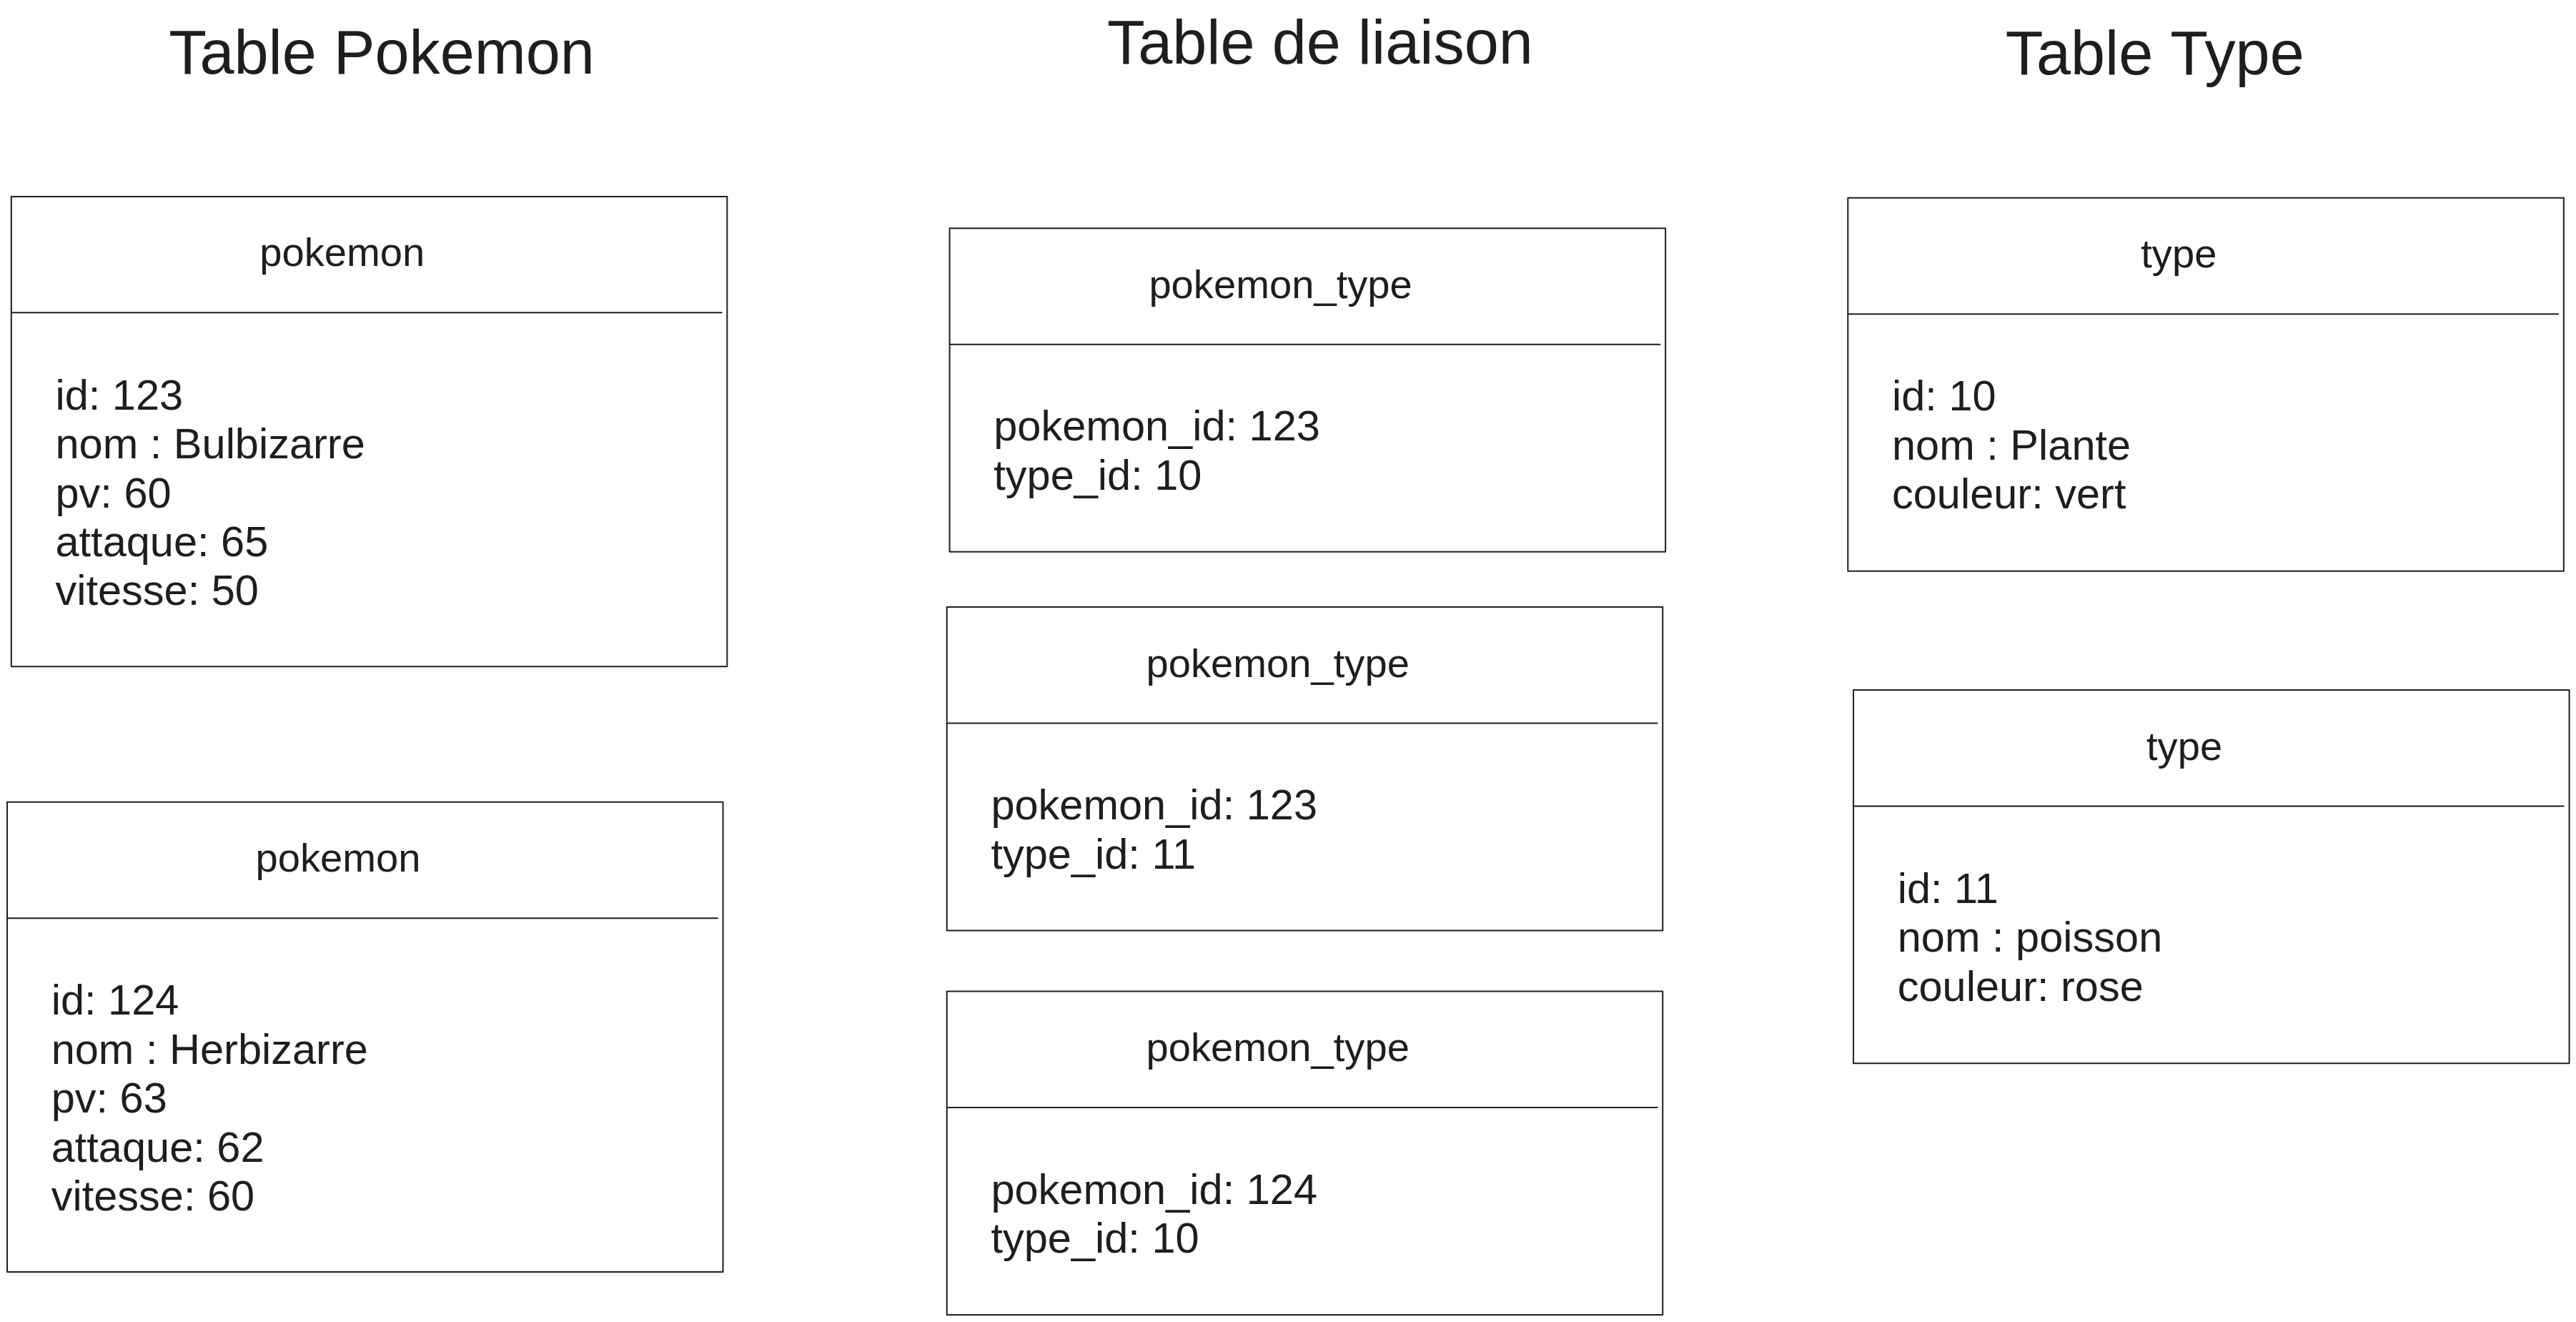 Table Pokemon
pokemon
id: 123
nom : Bulbizarre
pv: 60
attaque: 65
vitesse: 50
pokemon
id: 124
nom : Herbizarre
pv: 63
attaque: 62
vitesse: 60
Table de liaison
pokemon_type
pokemon_id: 123
type_id: 10
pokemon_type
pokemon_id: 123
type_id: 11
pokemon_type
pokemon_id: 124
type_id: 10
Table Type
type
id: 10
nom : Plante
couleur: vert
type
id: 11
nom : poisson
couleur: rose